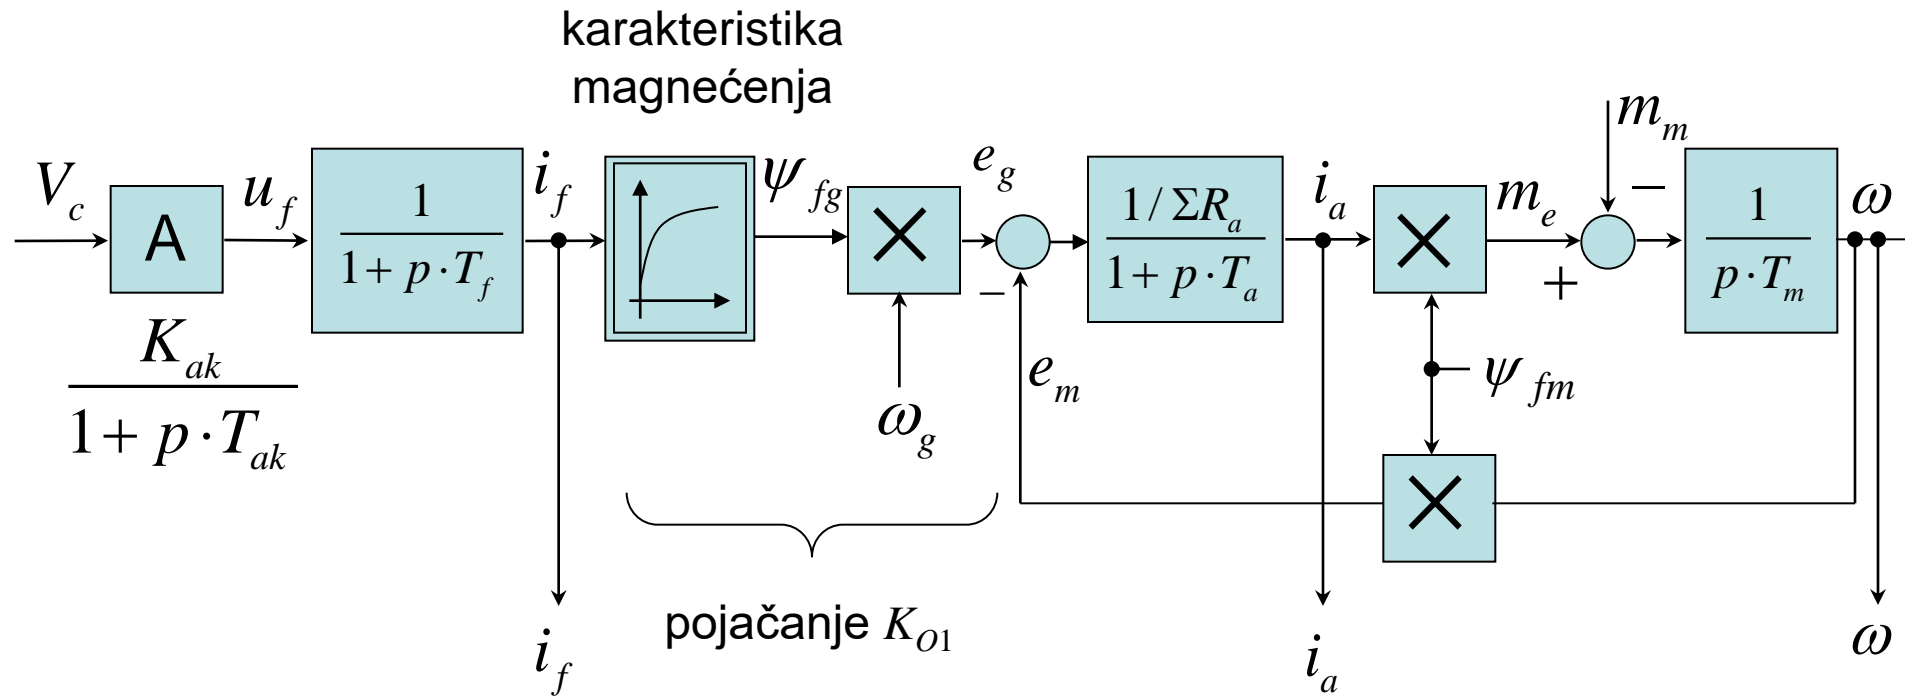 karakteristika
magnećenja
V_c
A
u_f
1 / (1 + p · T_f)
i_f
ψ_fg
×
e_g
−
(1 / ΣR_a) / (1 + p · T_a)
i_a
×
m_e
+
m_m
−
1 / (p · T_m)
ω
K_ak / (1 + p · T_ak)
ω_g
e_m
ψ_fm
×
pojačanje K_O1
i_f
i_a
ω